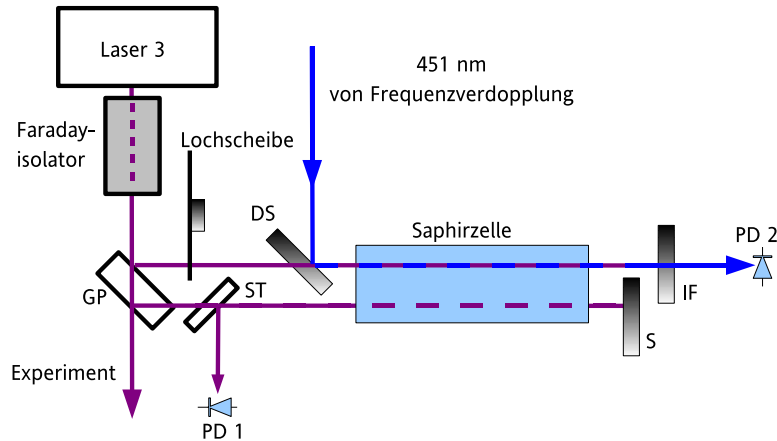 Laser 3
451 nm
von Frequenzverdopplung
Faraday-
isolator
Lochscheibe
DS
Saphirzelle
PD 2
GP
ST
IF
S
Experiment
PD 1